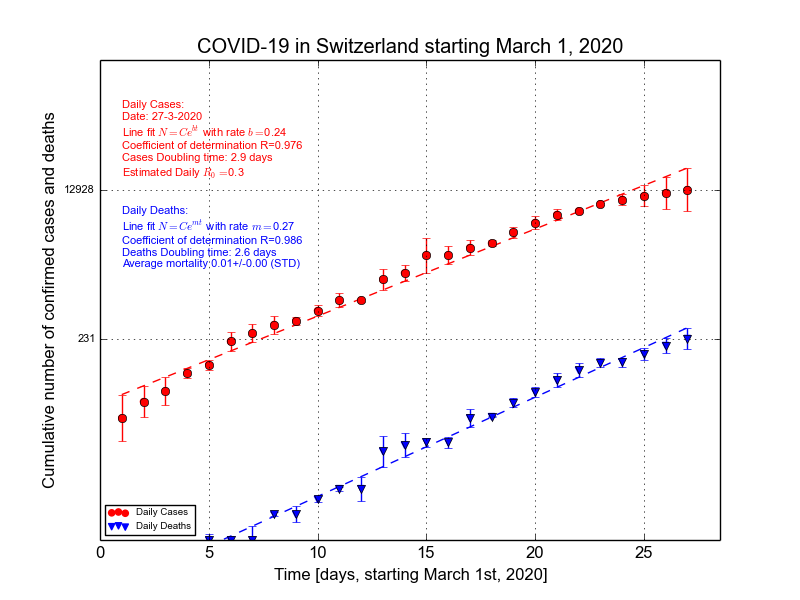 COVID-19 in Switzerland starting March 1, 2020
Daily Cases:
Date: 27-3-2020
Line fit N = Ce^{bt} with rate b =0.24
Coefficient of determination R=0.976
Cases Doubling time: 2.9 days
Estimated Daily R_0 =0.3
Daily Deaths:
Line fit N = Ce^{mt} with rate m =0.27
Coefficient of determination R=0.986
Deaths Doubling time: 2.6 days
Average mortality:0.01+/-0.00 (STD)
Cumulative number of confirmed cases and deaths
12928
231
Daily Cases
Daily Deaths
0 5 10 15 20 25
Time [days, starting March 1st, 2020]